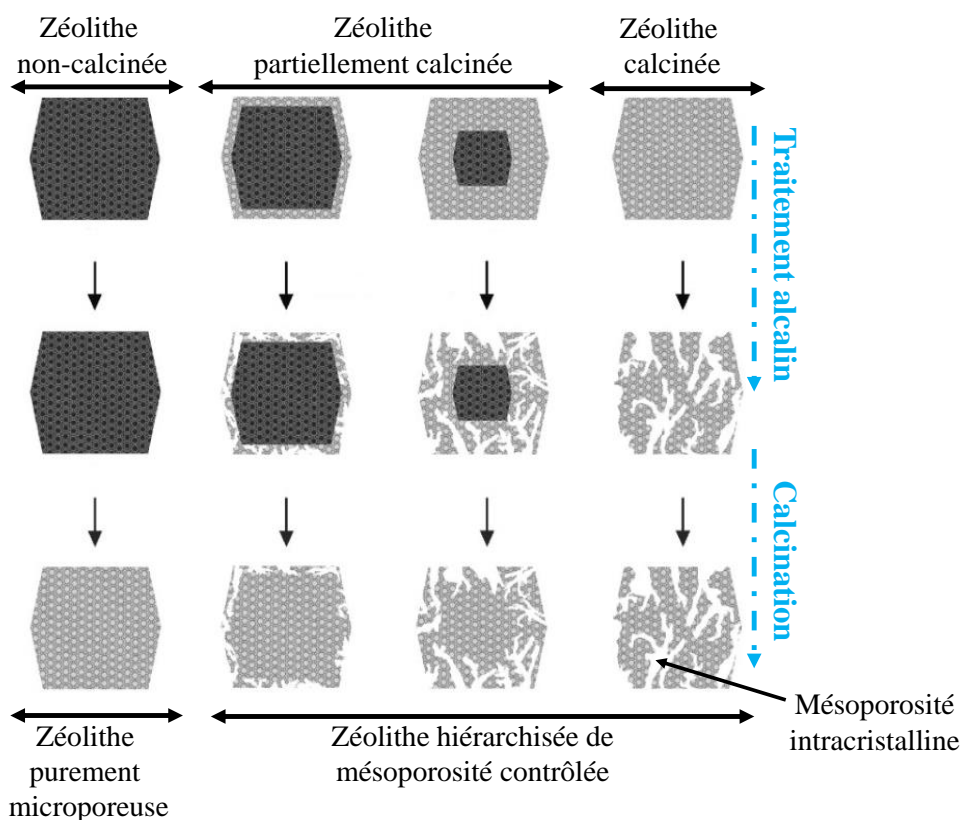 Zéolithe
non-calcinée
Zéolithe
partiellement calcinée
Zéolithe
calcinée
Traitement alcalin
Calcination
Zéolithe
purement
microporeuse
Zéolithe hiérarchisée de
mésoporosité contrôlée
Mésoporosité
intracristalline